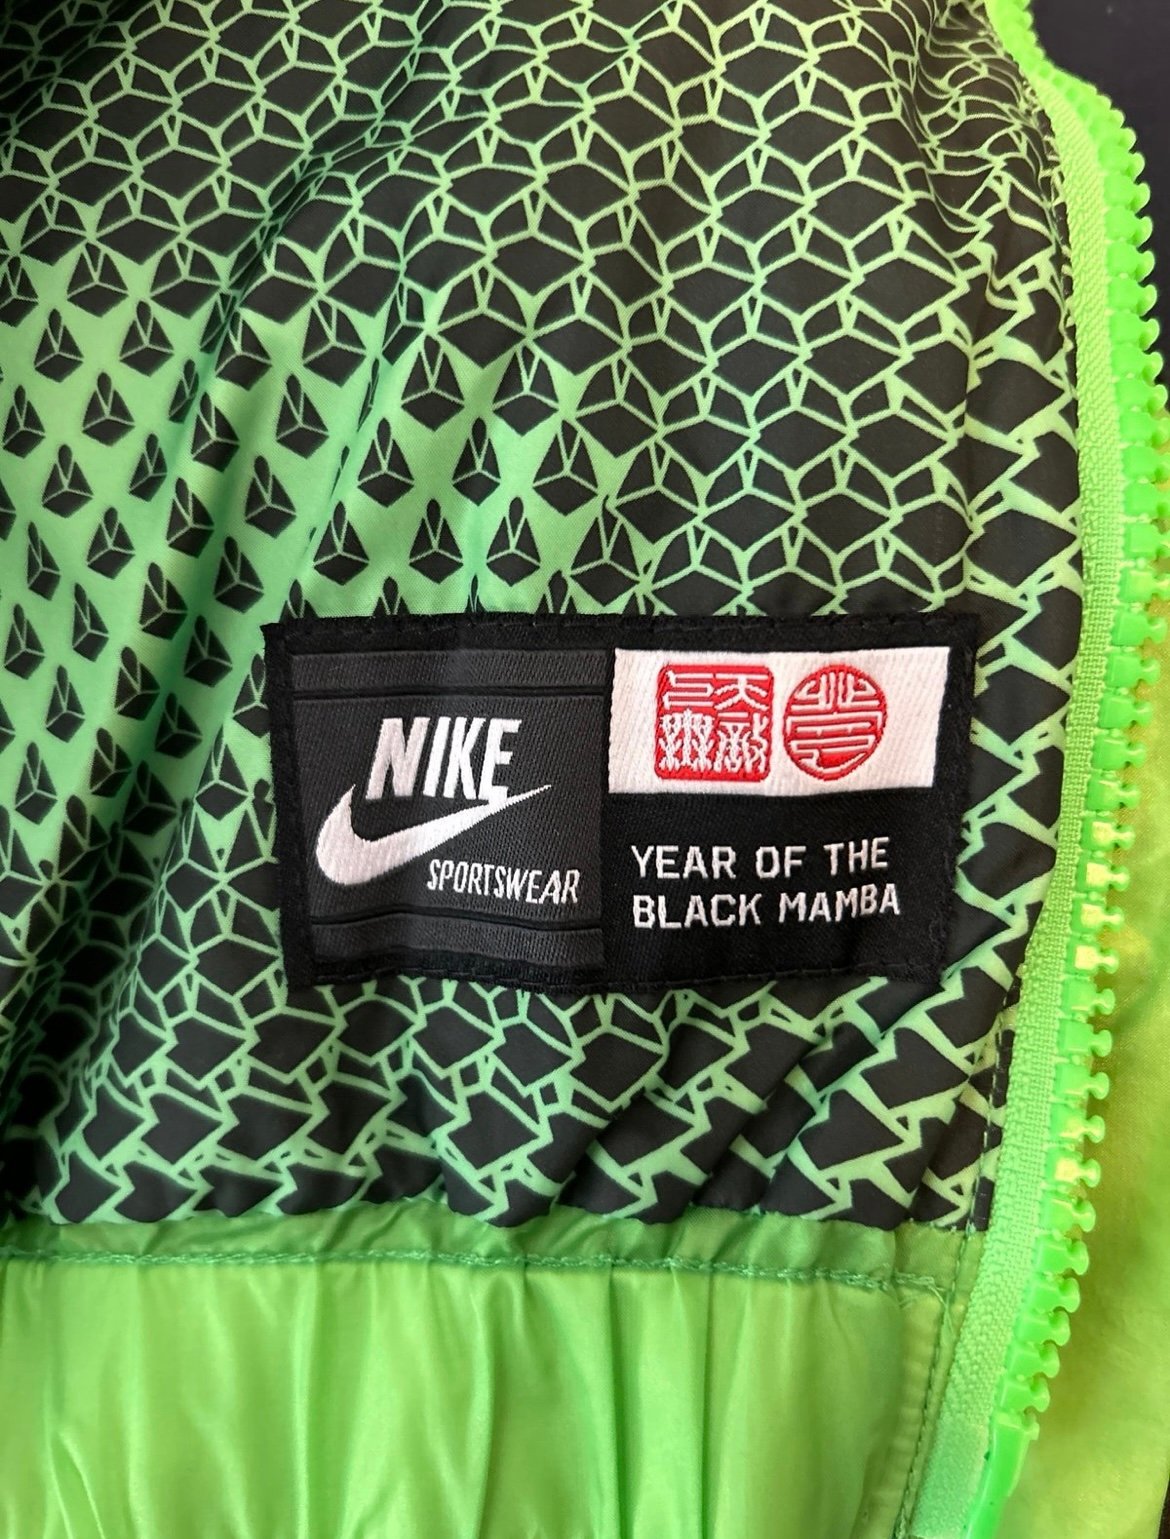 NIKE
SPORTSWEAR
YEAR OF THE
BLACK MAMBA